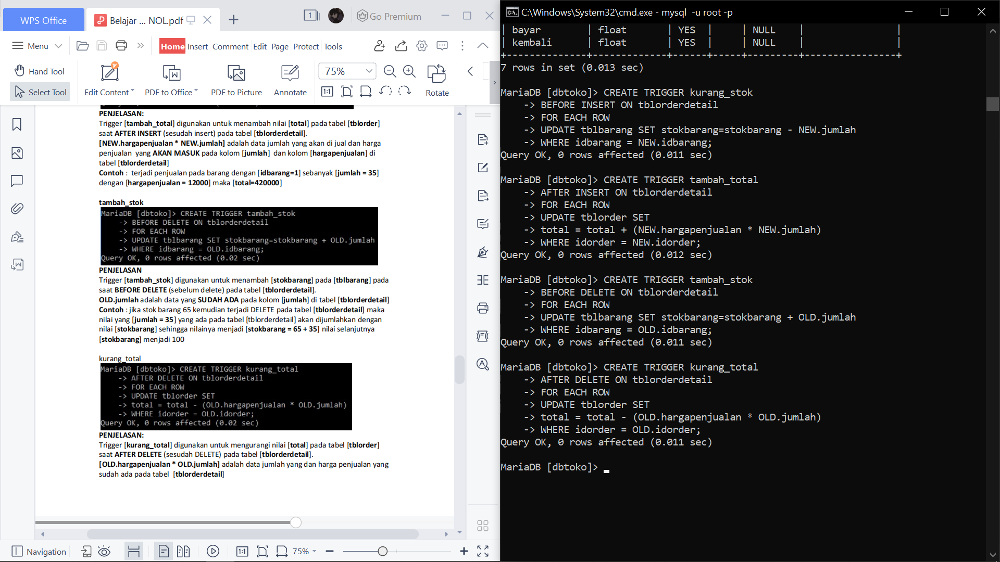 WPS Office
Belajar ... NOL.pdf
1
Go Premium
Menu
Home Insert Comment Edit Page Protect Tools
Hand Tool
Select Tool
Edit Content
PDF to Office
PDF to Picture
Annotate
75%
1:1
Rotate
PENJELASAN:
Trigger [tambah_total] digunakan untuk menambah nilai [total] pada tabel [tblorder]
saat AFTER INSERT (sesudah insert) pada tabel [tblorderdetail].
[NEW.hargapenjualan * NEW.jumlah] adalah data jumlah yang akan di jual dan harga
penjualan yang AKAN MASUK pada kolom [jumlah] dan kolom [hargapenjualan] di
tabel [tblorderdetail]
Contoh : terjadi penjualan pada barang dengan [idbarang=1] sebanyak [jumlah = 35]
dengan [hargapenjualan = 12000] maka [total=420000]
tambah_stok
MariaDB [dbtoko]> CREATE TRIGGER tambah_stok
-> BEFORE DELETE ON tblorderdetail
-> FOR EACH ROW
-> UPDATE tblbarang SET stokbarang=stokbarang + OLD.jumlah
-> WHERE idbarang = OLD.idbarang;
Query OK, 0 rows affected (0.02 sec)
PENJELASAN
Trigger [tambah_stok] digunakan untuk menambah [stokbarang] pada [tblbarang] pada
saat BEFORE DELETE (sebelum delete) pada tabel [tblorderdetail].
OLD.jumlah adalah data yang SUDAH ADA pada kolom [jumlah] di tabel [tblorderdetail]
Contoh : jika stok barang 65 kemudian terjadi DELETE pada tabel [tblorderdetail] maka
nilai yang [jumlah = 35] yang ada pada tabel [tblorderdetail] akan dijumlahkan dengan
nilai [stokbarang] sehingga nilainya menjadi [stokbarang = 65 + 35] nilai selanjutnya
[stokbarang] menjadi 100
kurang_total
MariaDB [dbtoko]> CREATE TRIGGER kurang_total
-> AFTER DELETE ON tblorderdetail
-> FOR EACH ROW
-> UPDATE tblorder SET
-> total = total - (OLD.hargapenjualan * OLD.jumlah)
-> WHERE idorder = OLD.idorder;
Query OK, 0 rows affected (0.02 sec)
PENJELASAN:
Trigger [kurang_total] digunakan untuk mengurangi nilai [total] pada tabel [tblorder]
saat AFTER DELETE (sesudah DELETE) pada tabel [tblorderdetail].
[OLD.hargapenjualan * OLD.jumlah] adalah data jumlah yang dan harga penjualan yang
sudah ada pada tabel [tblorderdetail]
Navigation
1:1
75%
C:\Windows\System32\cmd.exe - mysql -u root -p
| bayar | float | YES | | NULL | |
| kembali | float | YES | | NULL | |
+--------------+-------------+------+-----+---------+----------------+
7 rows in set (0.013 sec)
MariaDB [dbtoko]> CREATE TRIGGER kurang_stok
-> BEFORE INSERT ON tblorderdetail
-> FOR EACH ROW
-> UPDATE tblbarang SET stokbarang=stokbarang - NEW.jumlah
-> WHERE idbarang = NEW.idbarang;
Query OK, 0 rows affected (0.011 sec)
MariaDB [dbtoko]> CREATE TRIGGER tambah_total
-> AFTER INSERT ON tblorderdetail
-> FOR EACH ROW
-> UPDATE tblorder SET
-> total = total + (NEW.hargapenjualan * NEW.jumlah)
-> WHERE idorder = NEW.idorder;
Query OK, 0 rows affected (0.012 sec)
MariaDB [dbtoko]> CREATE TRIGGER tambah_stok
-> BEFORE DELETE ON tblorderdetail
-> FOR EACH ROW
-> UPDATE tblbarang SET stokbarang=stokbarang + OLD.jumlah
-> WHERE idbarang = OLD.idbarang;
Query OK, 0 rows affected (0.011 sec)
MariaDB [dbtoko]> CREATE TRIGGER kurang_total
-> AFTER DELETE ON tblorderdetail
-> FOR EACH ROW
-> UPDATE tblorder SET
-> total = total - (OLD.hargapenjualan * OLD.jumlah)
-> WHERE idorder = OLD.idorder;
Query OK, 0 rows affected (0.011 sec)
MariaDB [dbtoko]>